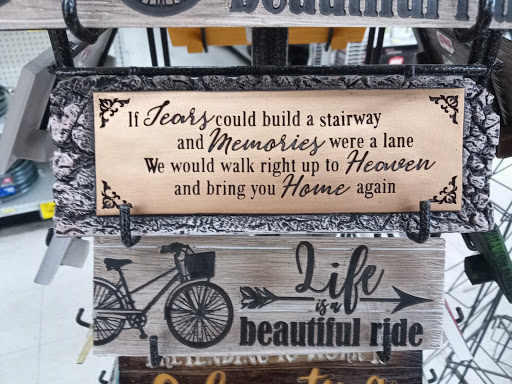 beautiful
If Tears could build a stairway
and Memories were a lane
We would walk right up to Heaven
and bring you Home again
Life
is a
beautiful ride